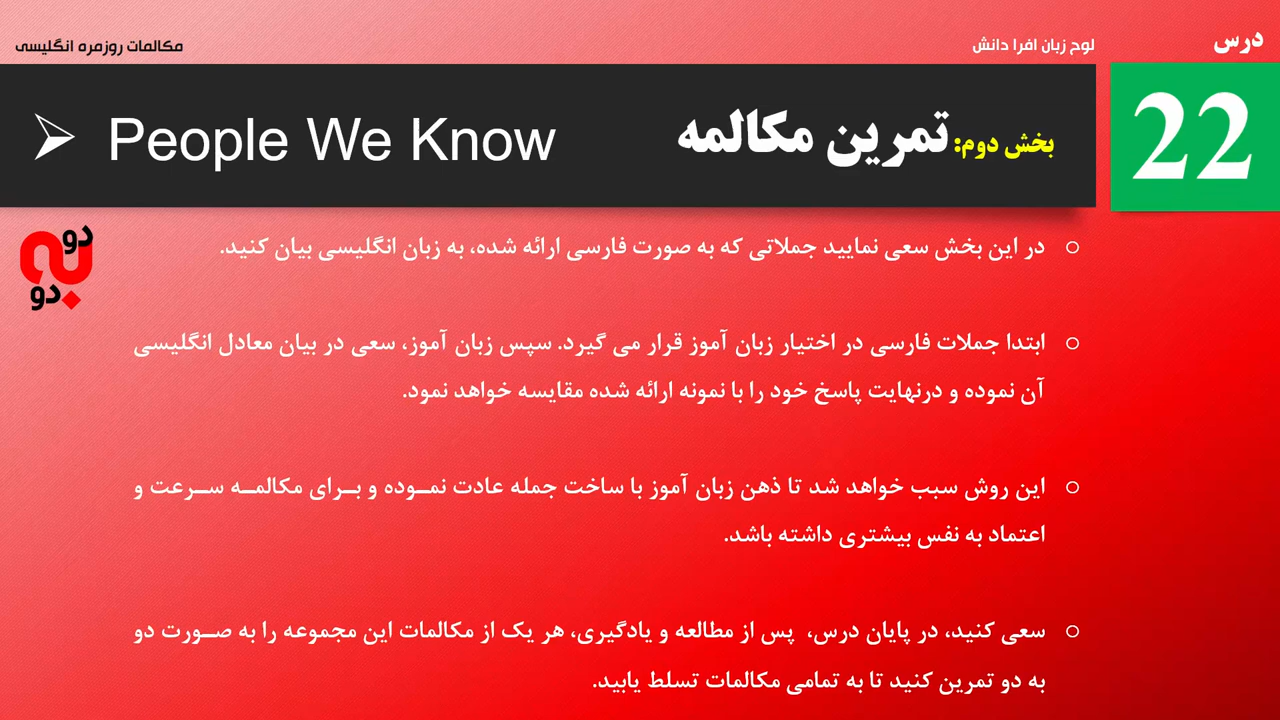 درس
لوح زبان افرا دانش
مکالمات روزمره انگلیسی
22
بخش دوم: تمرین مکالمه
People We Know
دو به دو
در این بخش سعی نمایید جملاتی که به صورت فارسی ارائه شده، به زبان انگلیسی بیان کنید.
ابتدا جملات فارسی در اختیار زبان آموز قرار می گیرد. سپس زبان آموز، سعی در بیان معادل انگلیسی
آن نموده و درنهایت پاسخ خود را با نمونه ارائه شده مقایسه خواهد نمود.
این روش سبب خواهد شد تا ذهن زبان آموز با ساخت جمله عادت نمـوده و بـرای مکالمـه سـرعت و
اعتماد به نفس بیشتری داشته باشد.
سعی کنید، در پایان درس، پس از مطالعه و یادگیری، هر یک از مکالمات این مجموعه را به صـورت دو
به دو تمرین کنید تا به تمامی مکالمات تسلط یابید.